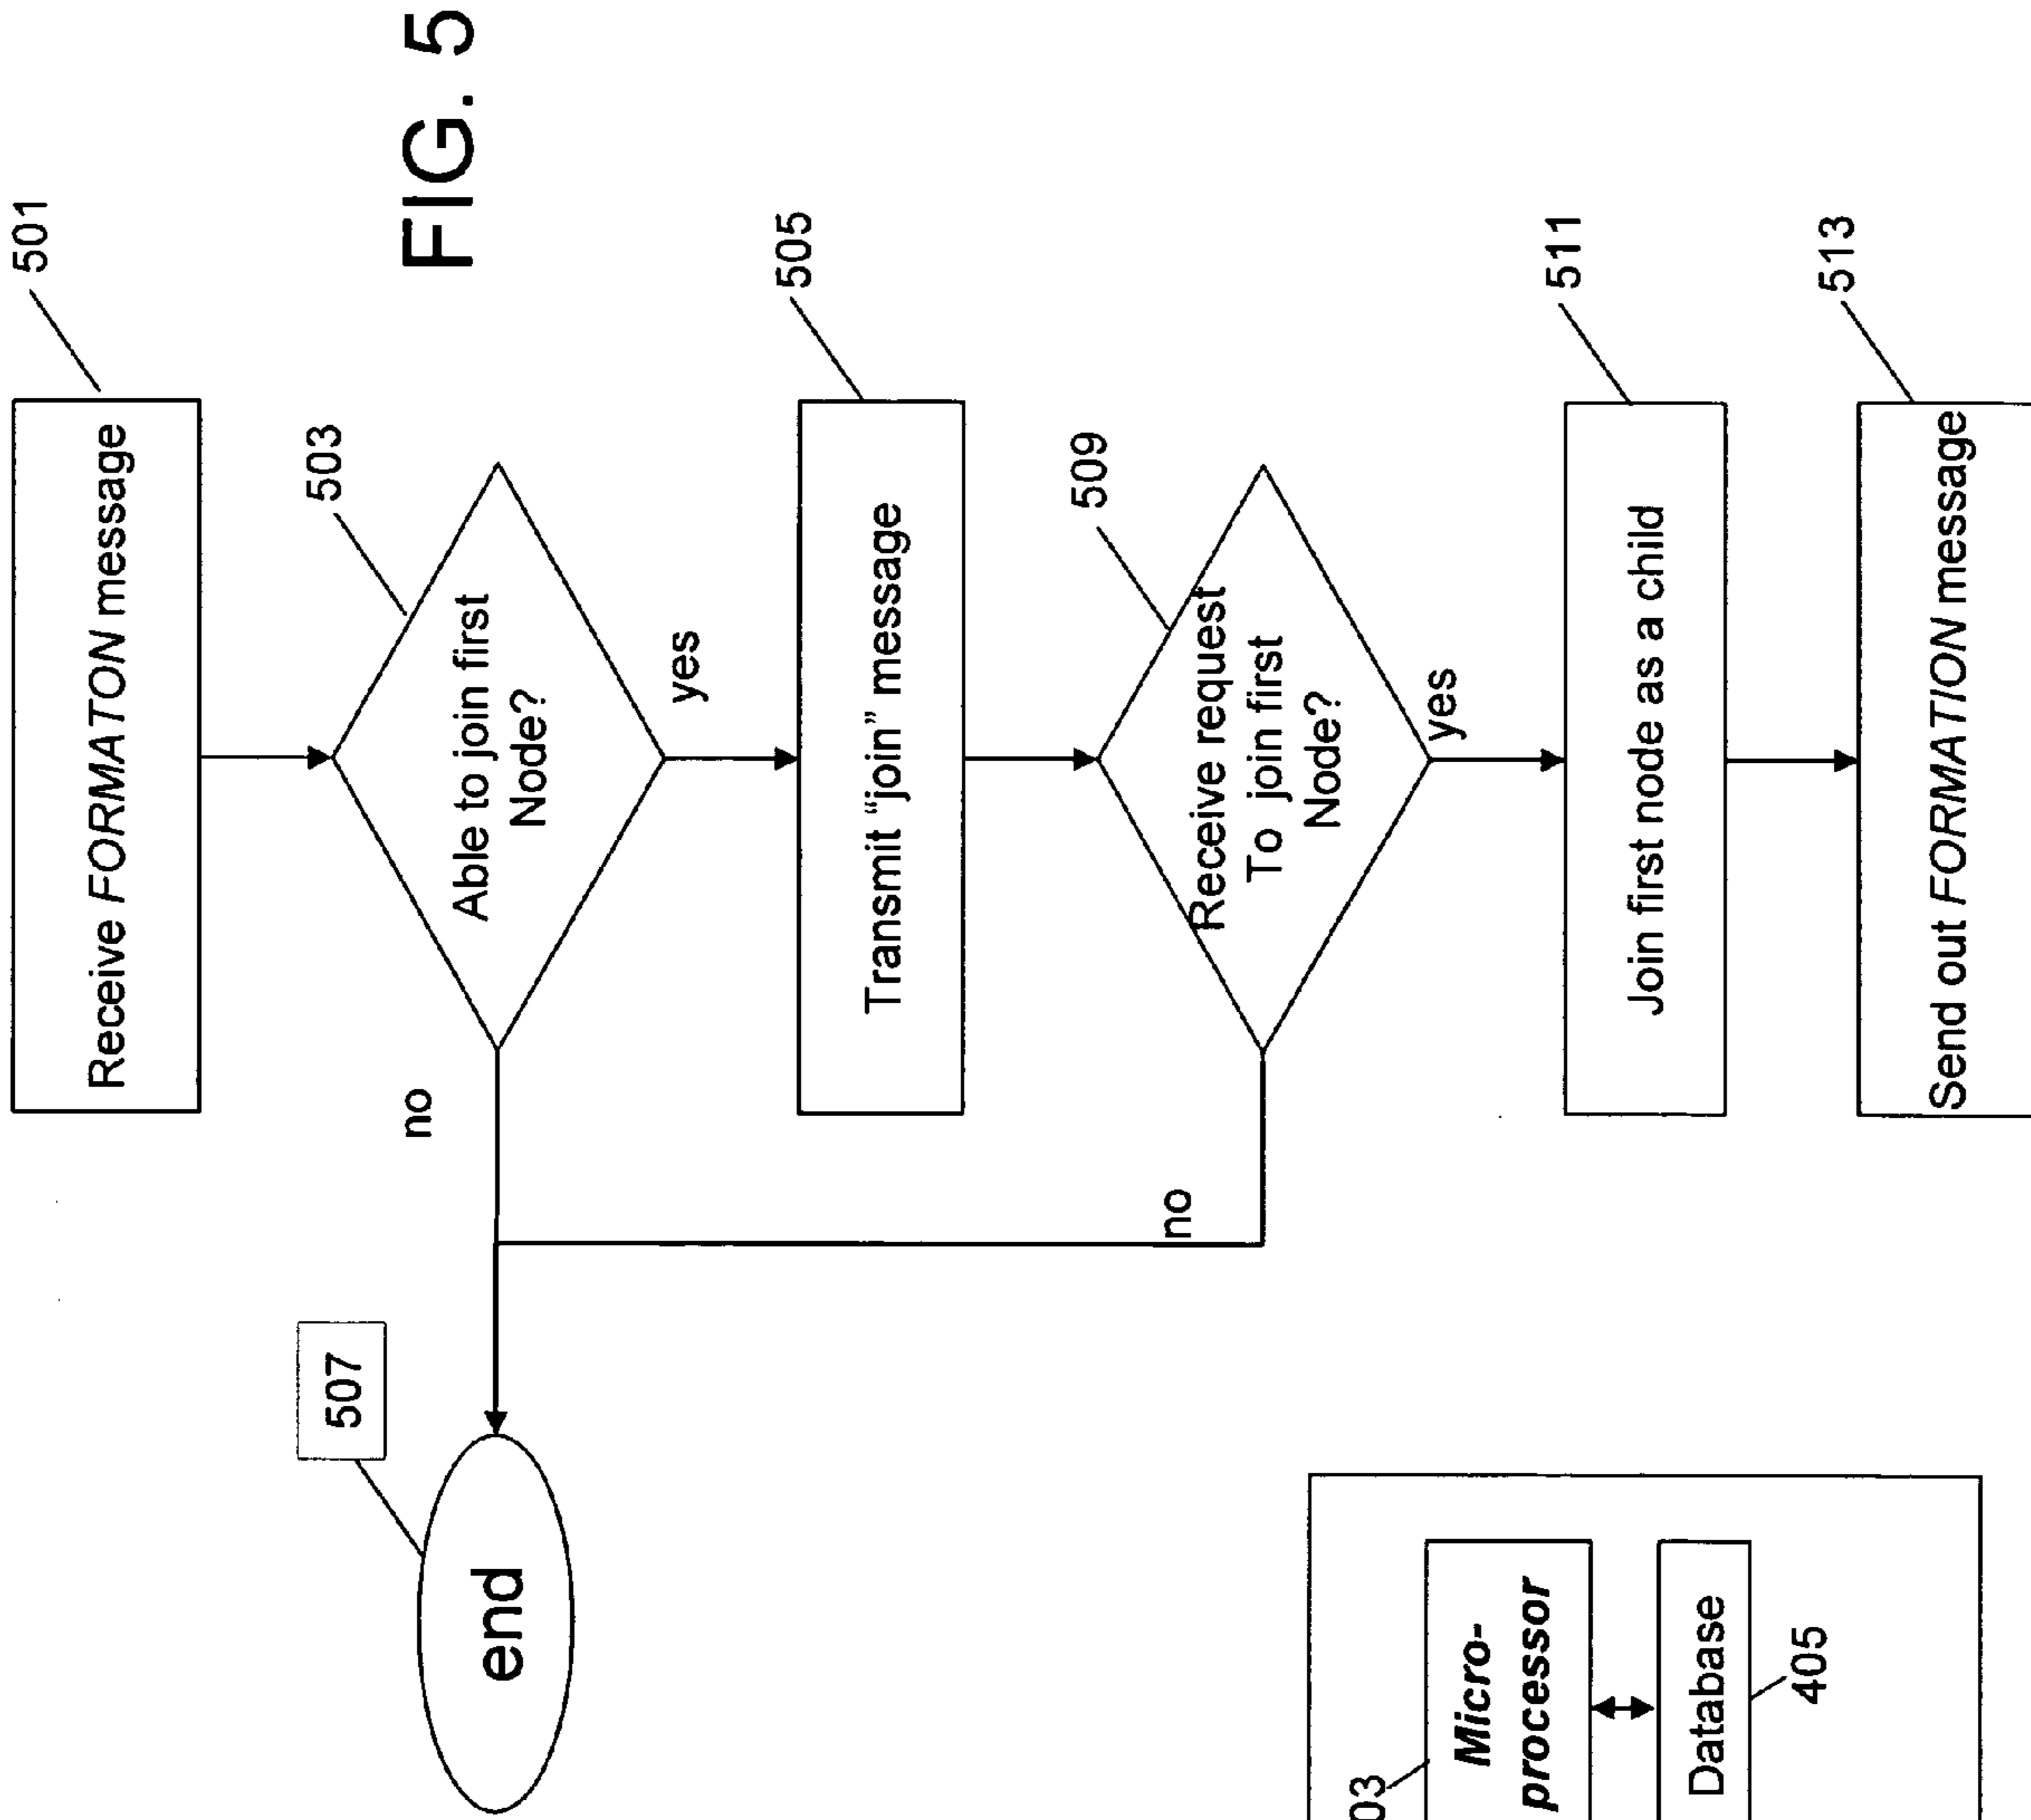 FIG. 5
501
Receive FORMATON message
503
Able to join first
Node?
no
yes
505
Transmit "join" message
507
end
509
Receive request
To join first
Node?
no
yes
511
Join first node as a child
513
Send out FORMATION message
03
Micro-
processor
Database
405